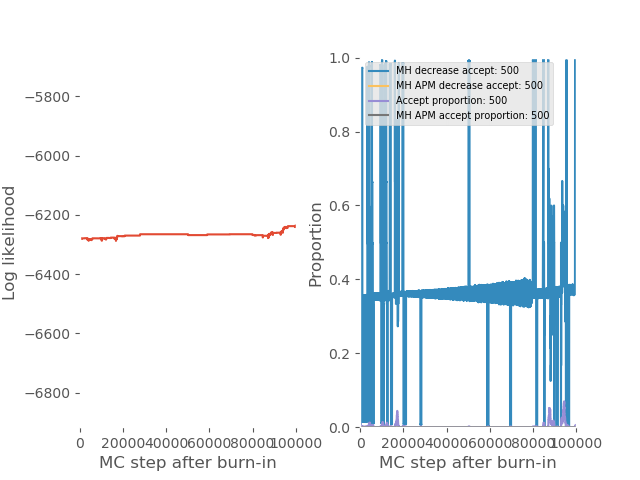 −5800
−6000
−6200
−6400
−6600
−6800
Log likelihood
0 20000 40000 60000 80000 100000
MC step after burn-in
1.0
0.8
0.6
0.4
0.2
0.0
Proportion
MH decrease accept: 500
MH APM decrease accept: 500
Accept proportion: 500
MH APM accept proportion: 500
0 20000 40000 60000 80000 100000
MC step after burn-in